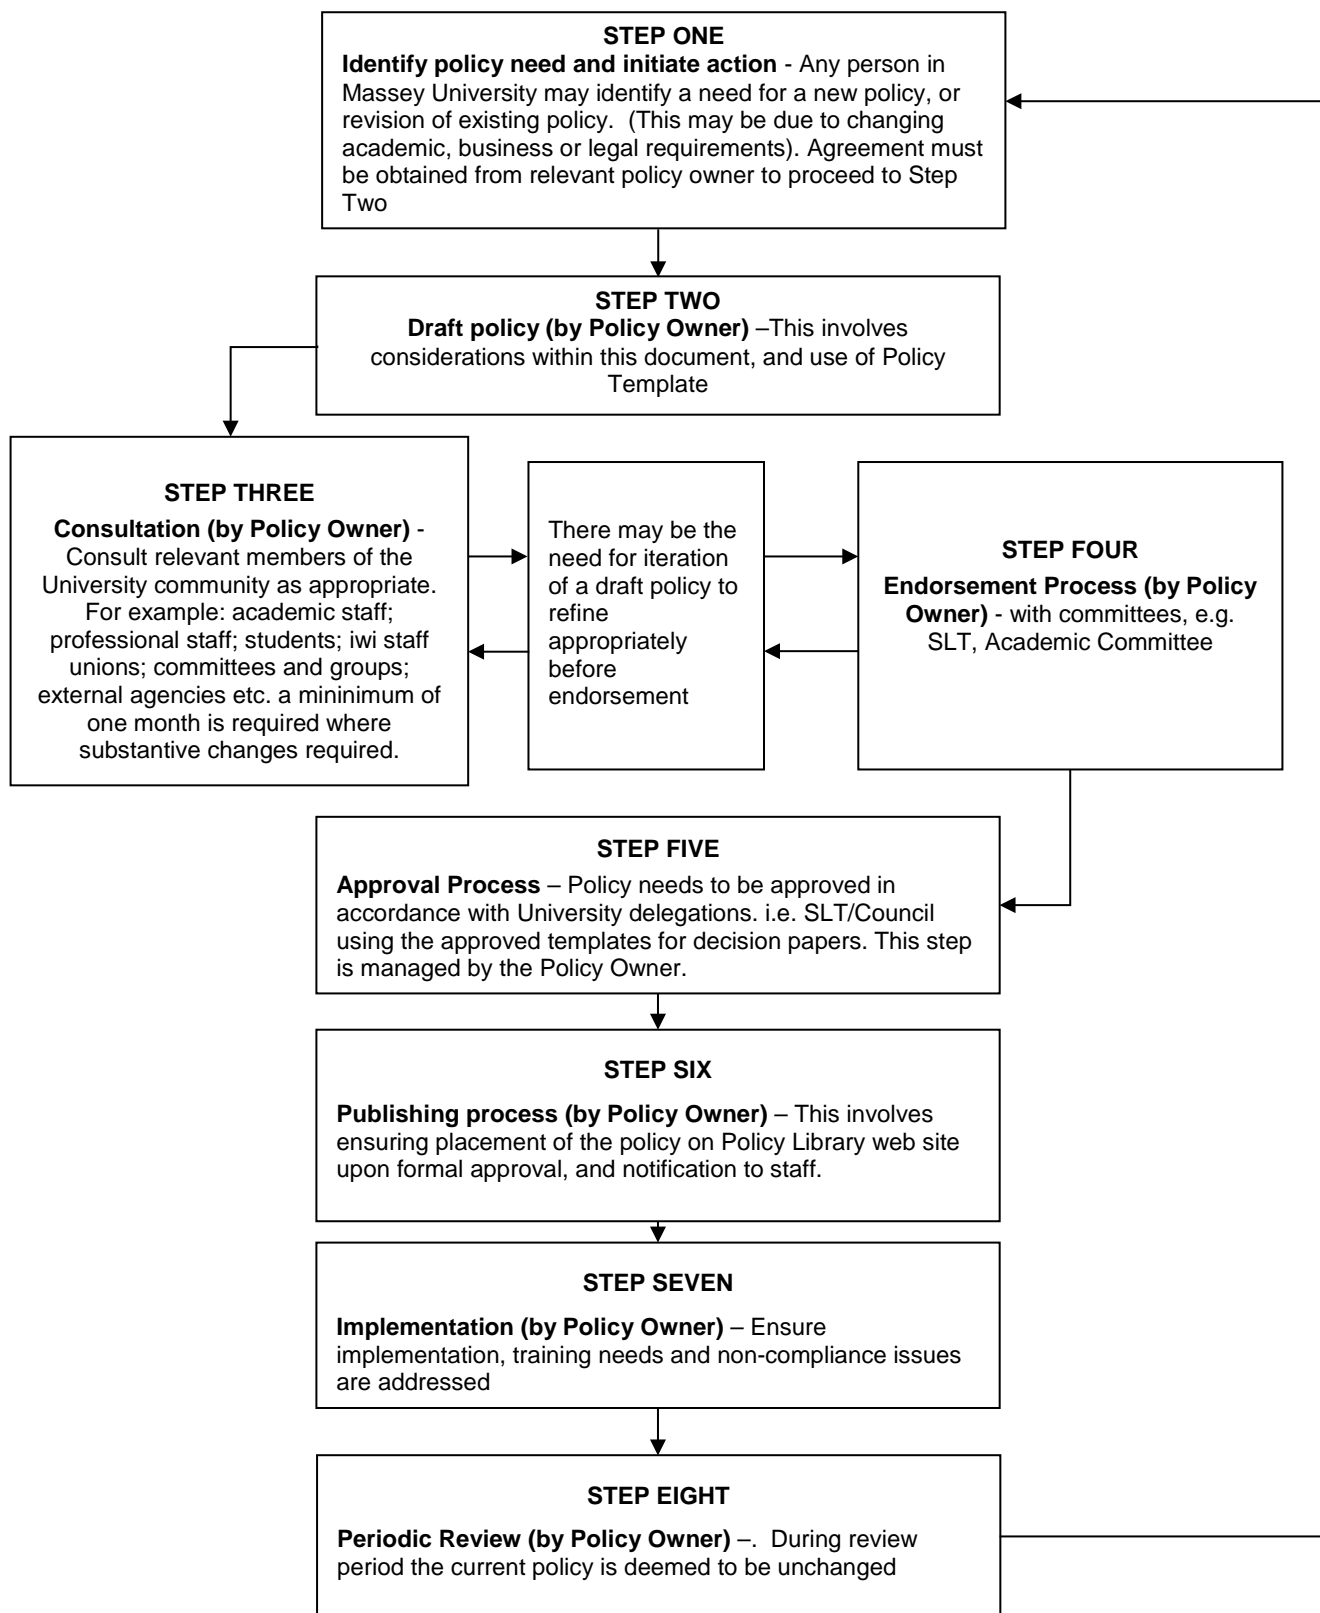 STEP ONE
Identify policy need and initiate action - Any person in
Massey University may identify a need for a new policy, or
revision of existing policy.  (This may be due to changing
academic, business or legal requirements). Agreement must
be obtained from relevant policy owner to proceed to Step
Two
STEP TWO
Draft policy (by Policy Owner) –This involves
considerations within this document, and use of Policy
Template
STEP THREE
Consultation (by Policy Owner) -
Consult relevant members of the
University community as appropriate.
For example: academic staff;
professional staff; students; iwi staff
unions; committees and groups;
external agencies etc. a mininimum of
one month is required where
substantive changes required.
There may be the
need for iteration
of a draft policy to
refine
appropriately
before
endorsement
STEP FOUR
Endorsement Process (by Policy
Owner) - with committees, e.g.
SLT, Academic Committee
STEP FIVE
Approval Process – Policy needs to be approved in
accordance with University delegations. i.e. SLT/Council
using the approved templates for decision papers. This step
is managed by the Policy Owner.
STEP SIX
Publishing process (by Policy Owner) – This involves
ensuring placement of the policy on Policy Library web site
upon formal approval, and notification to staff.
STEP SEVEN
Implementation (by Policy Owner) – Ensure
implementation, training needs and non-compliance issues
are addressed
STEP EIGHT
Periodic Review (by Policy Owner) –.  During review
period the current policy is deemed to be unchanged